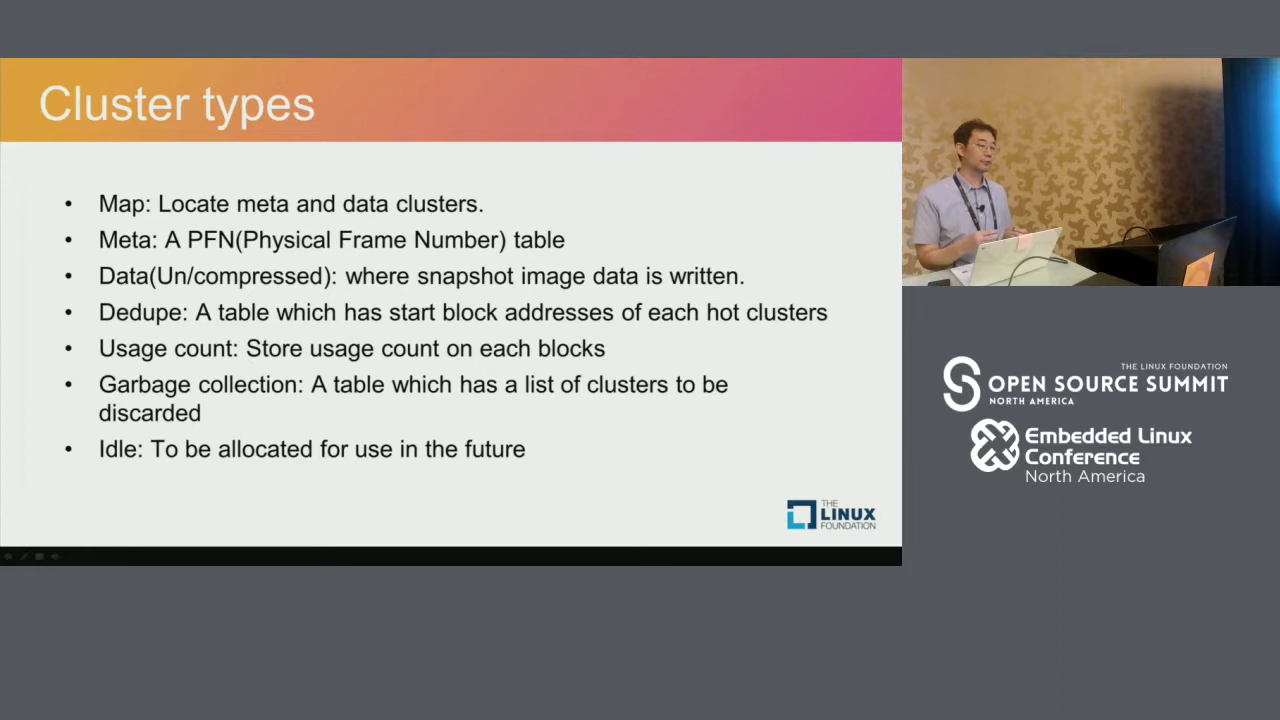 Cluster types
• Map: Locate meta and data clusters.
• Meta: A PFN(Physical Frame Number) table
• Data(Un/compressed): where snapshot image data is written.
• Dedupe: A table which has start block addresses of each hot clusters
• Usage count: Store usage count on each blocks
• Garbage collection: A table which has a list of clusters to be
discarded
• Idle: To be allocated for use in the future
THE
LINUX
FOUNDATION
THE LINUX FOUNDATION
OPEN SOURCE SUMMIT
NORTH AMERICA
Embedded Linux
Conference
North America